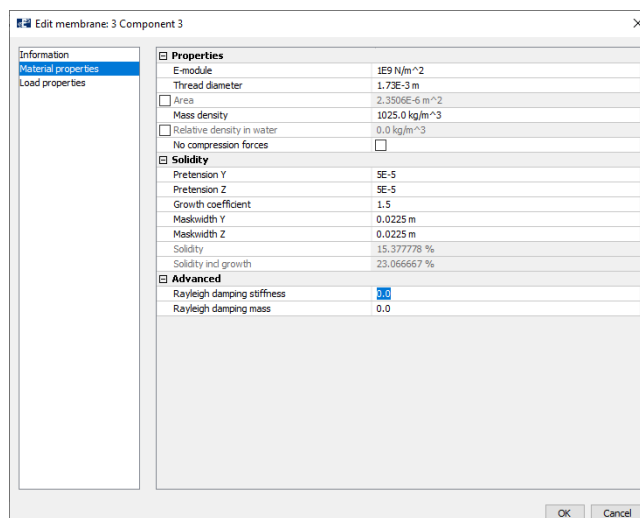 Edit membrane: 3 Component 3
Information
Material properties
Load properties
Properties
E-module 1E9 N/m^2
Thread diameter 1.73E-3 m
Area 2.3506E-6 m^2
Mass density 1025.0 kg/m^3
Relative density in water 0.0 kg/m^3
No compression forces
Solidity
Pretension Y 5E-5
Pretension Z 5E-5
Growth coefficient 1.5
Maskwidth Y 0.0225 m
Maskwidth Z 0.0225 m
Solidity 15.377778 %
Solidity incl growth 23.066667 %
Advanced
Rayleigh damping stiffness 0.0
Rayleigh damping mass 0.0
OK Cancel